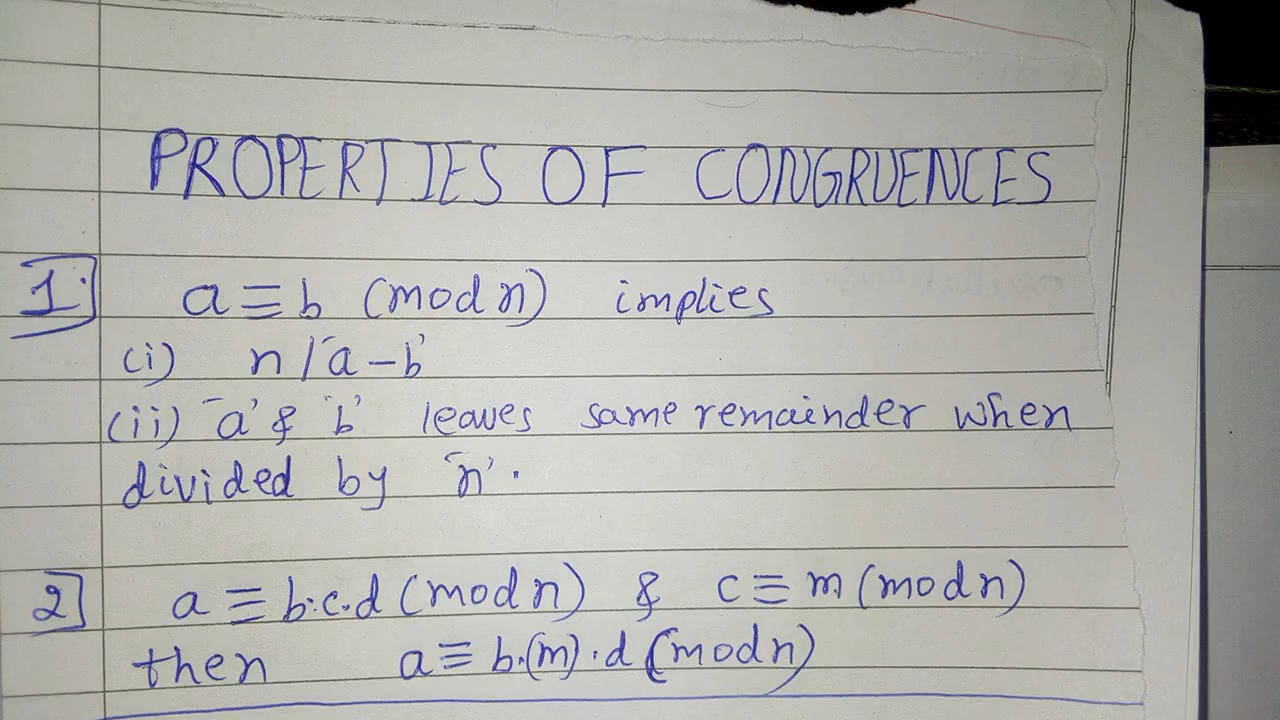 PROPERTIES OF CONGRUENCES
1. a ≡ b (mod n) implies
(i) n / 'a - b'
(ii) 'a' & 'b' leaves same remainder when
divided by 'n'.
2 a ≡ b.c.d (mod n) & c ≡ m (mod n)
then a ≡ b.(m).d (mod n)